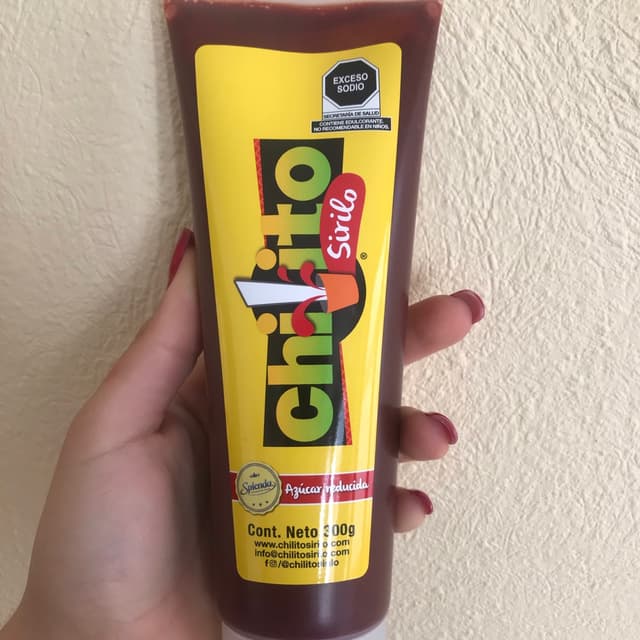 EXCESO
SODIO
SECRETARÍA DE SALUD
CONTIENE EDULCORANTE,
NO RECOMENDABLE EN NIÑOS.
chilito
Sirilo
®
Splenda
Azúcar reducida
Cont. Neto 300g
www.chilitosirilo.com
info@chilitosirilo.com
/@chilitosirilo